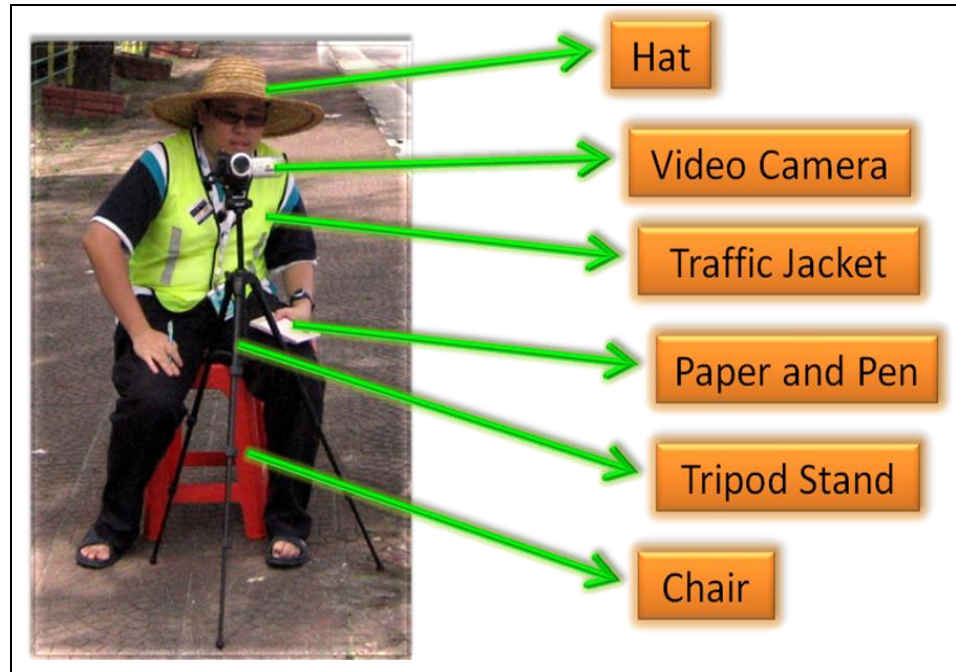 Hat
Video Camera
Traffic Jacket
Paper and Pen
Tripod Stand
Chair